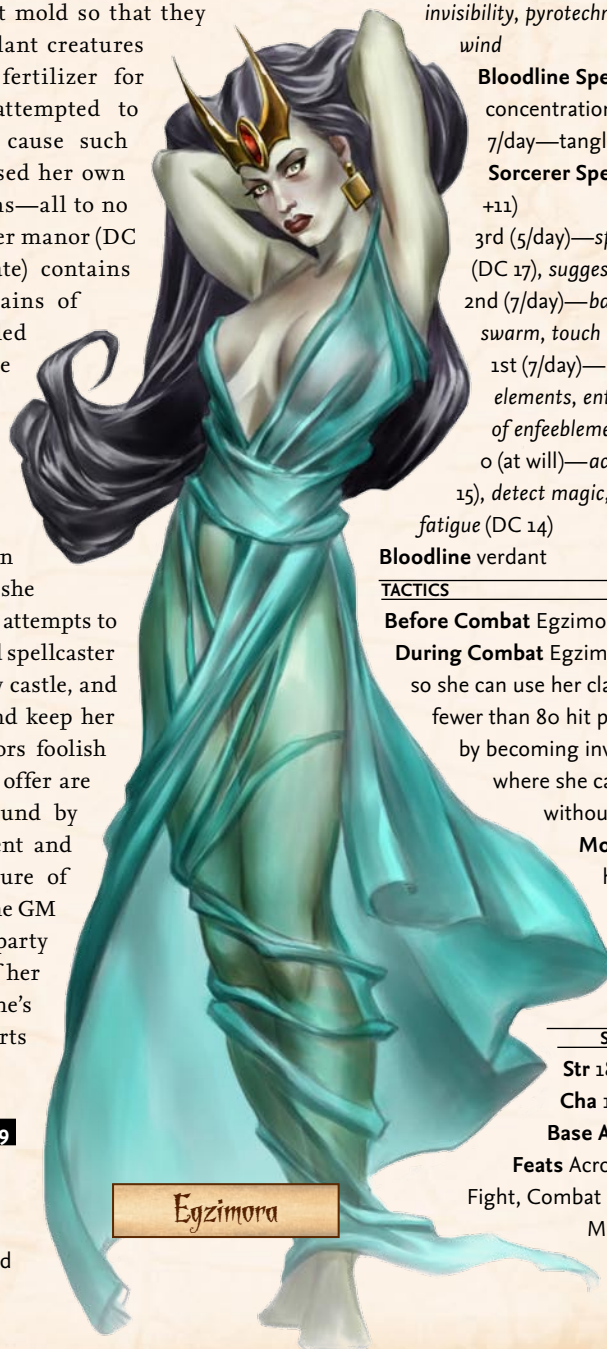 mold so that they
lant creatures
fertilizer for
attempted to
cause such
sed her own
ns—all to no
er manor (DC
ate) contains
ains of
ed
e
n
she
attempts to
spellcaster
castle, and
nd keep her
ors foolish
offer are
und by
ent and
ure of
he GM
party
her
ne's
rts
9
d
invisibility, pyrotechn
wind
Bloodline Spe
concentration
7/day—tangl
Sorcerer Spe
+11)
3rd (5/day)—sp
(DC 17), sugges
2nd (7/day)—ba
swarm, touch
1st (7/day)—
elements, ent
of enfeebleme
0 (at will)—ac
15), detect magic,
fatigue (DC 14)
Bloodline verdant
TACTICS
Before Combat Egzimo
During Combat Egzim
so she can use her cla
fewer than 80 hit p
by becoming inv
where she ca
withou
Mo
S
Str 18
Cha 1
Base A
Feats Acro
Fight, Combat
M
Egzimora